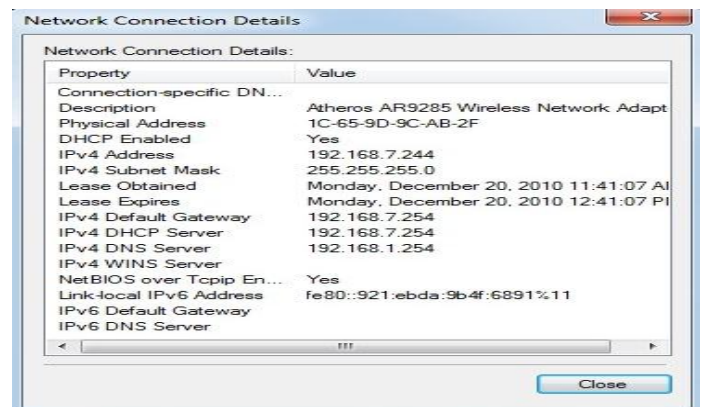 Network Connection Details
Network Connection Details:
Property Value
Connection-specific DN...
Description Atheros AR9285 Wireless Network Adapt
Physical Address 1C-65-9D-9C-AB-2F
DHCP Enabled Yes
IPv4 Address 192.168.7.244
IPv4 Subnet Mask 255.255.255.0
Lease Obtained Monday, December 20, 2010 11:41:07 AI
Lease Expires Monday, December 20, 2010 12:41:07 PI
IPv4 Default Gateway 192.168.7.254
IPv4 DHCP Server 192.168.7.254
IPv4 DNS Server 192.168.1.254
IPv4 WINS Server
NetBIOS over Tcpip En... Yes
Link-local IPv6 Address fe80::921:ebda:9b4f:6891%11
IPv6 Default Gateway
IPv6 DNS Server
Close